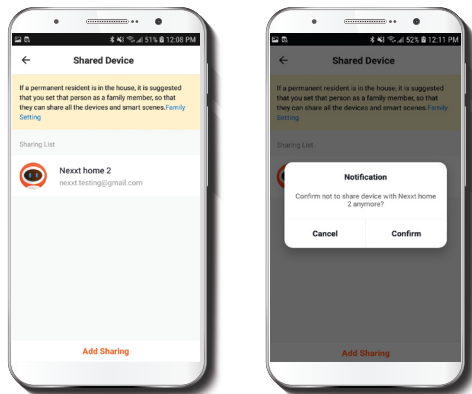 51% 12:08 PM
Shared Device
If a permanent resident is in the house, it is suggested
that you set that person as a family member, so that
they can share all the devices and smart scenes.Family
Setting
Sharing List
Nexxt home 2
nexxt.testing@gmail.com
Add Sharing
52% 12:11 PM
Shared Device
If a permanent resident is in the house, it is suggested
that you set that person as a family member, so that
they can share all the devices and smart scenes.Family
Setting
Sharing List
Notification
Confirm not to share device with Nexxt home
2 anymore?
Cancel Confirm
Add Sharing